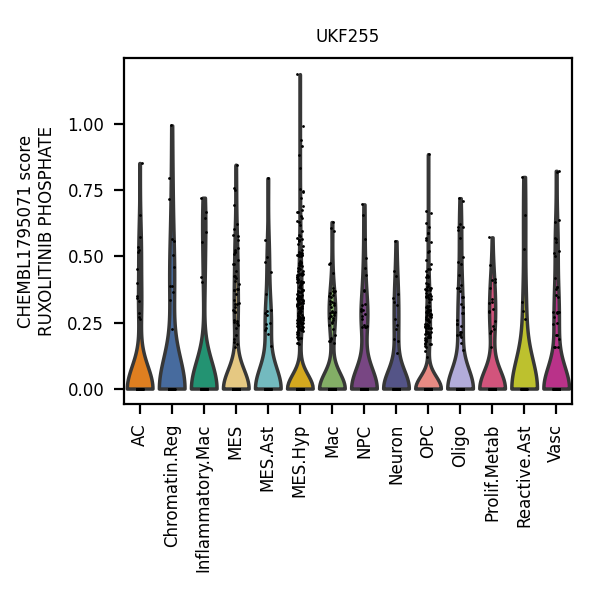 UKF255
CHEMBL1795071 score
RUXOLITINIB PHOSPHATE
1.00
0.75
0.50
0.25
0.00
AC
Chromatin.Reg
Inflammatory.Mac
MES
MES.Ast
MES.Hyp
Mac
NPC
Neuron
OPC
Oligo
Prolif.Metab
Reactive.Ast
Vasc